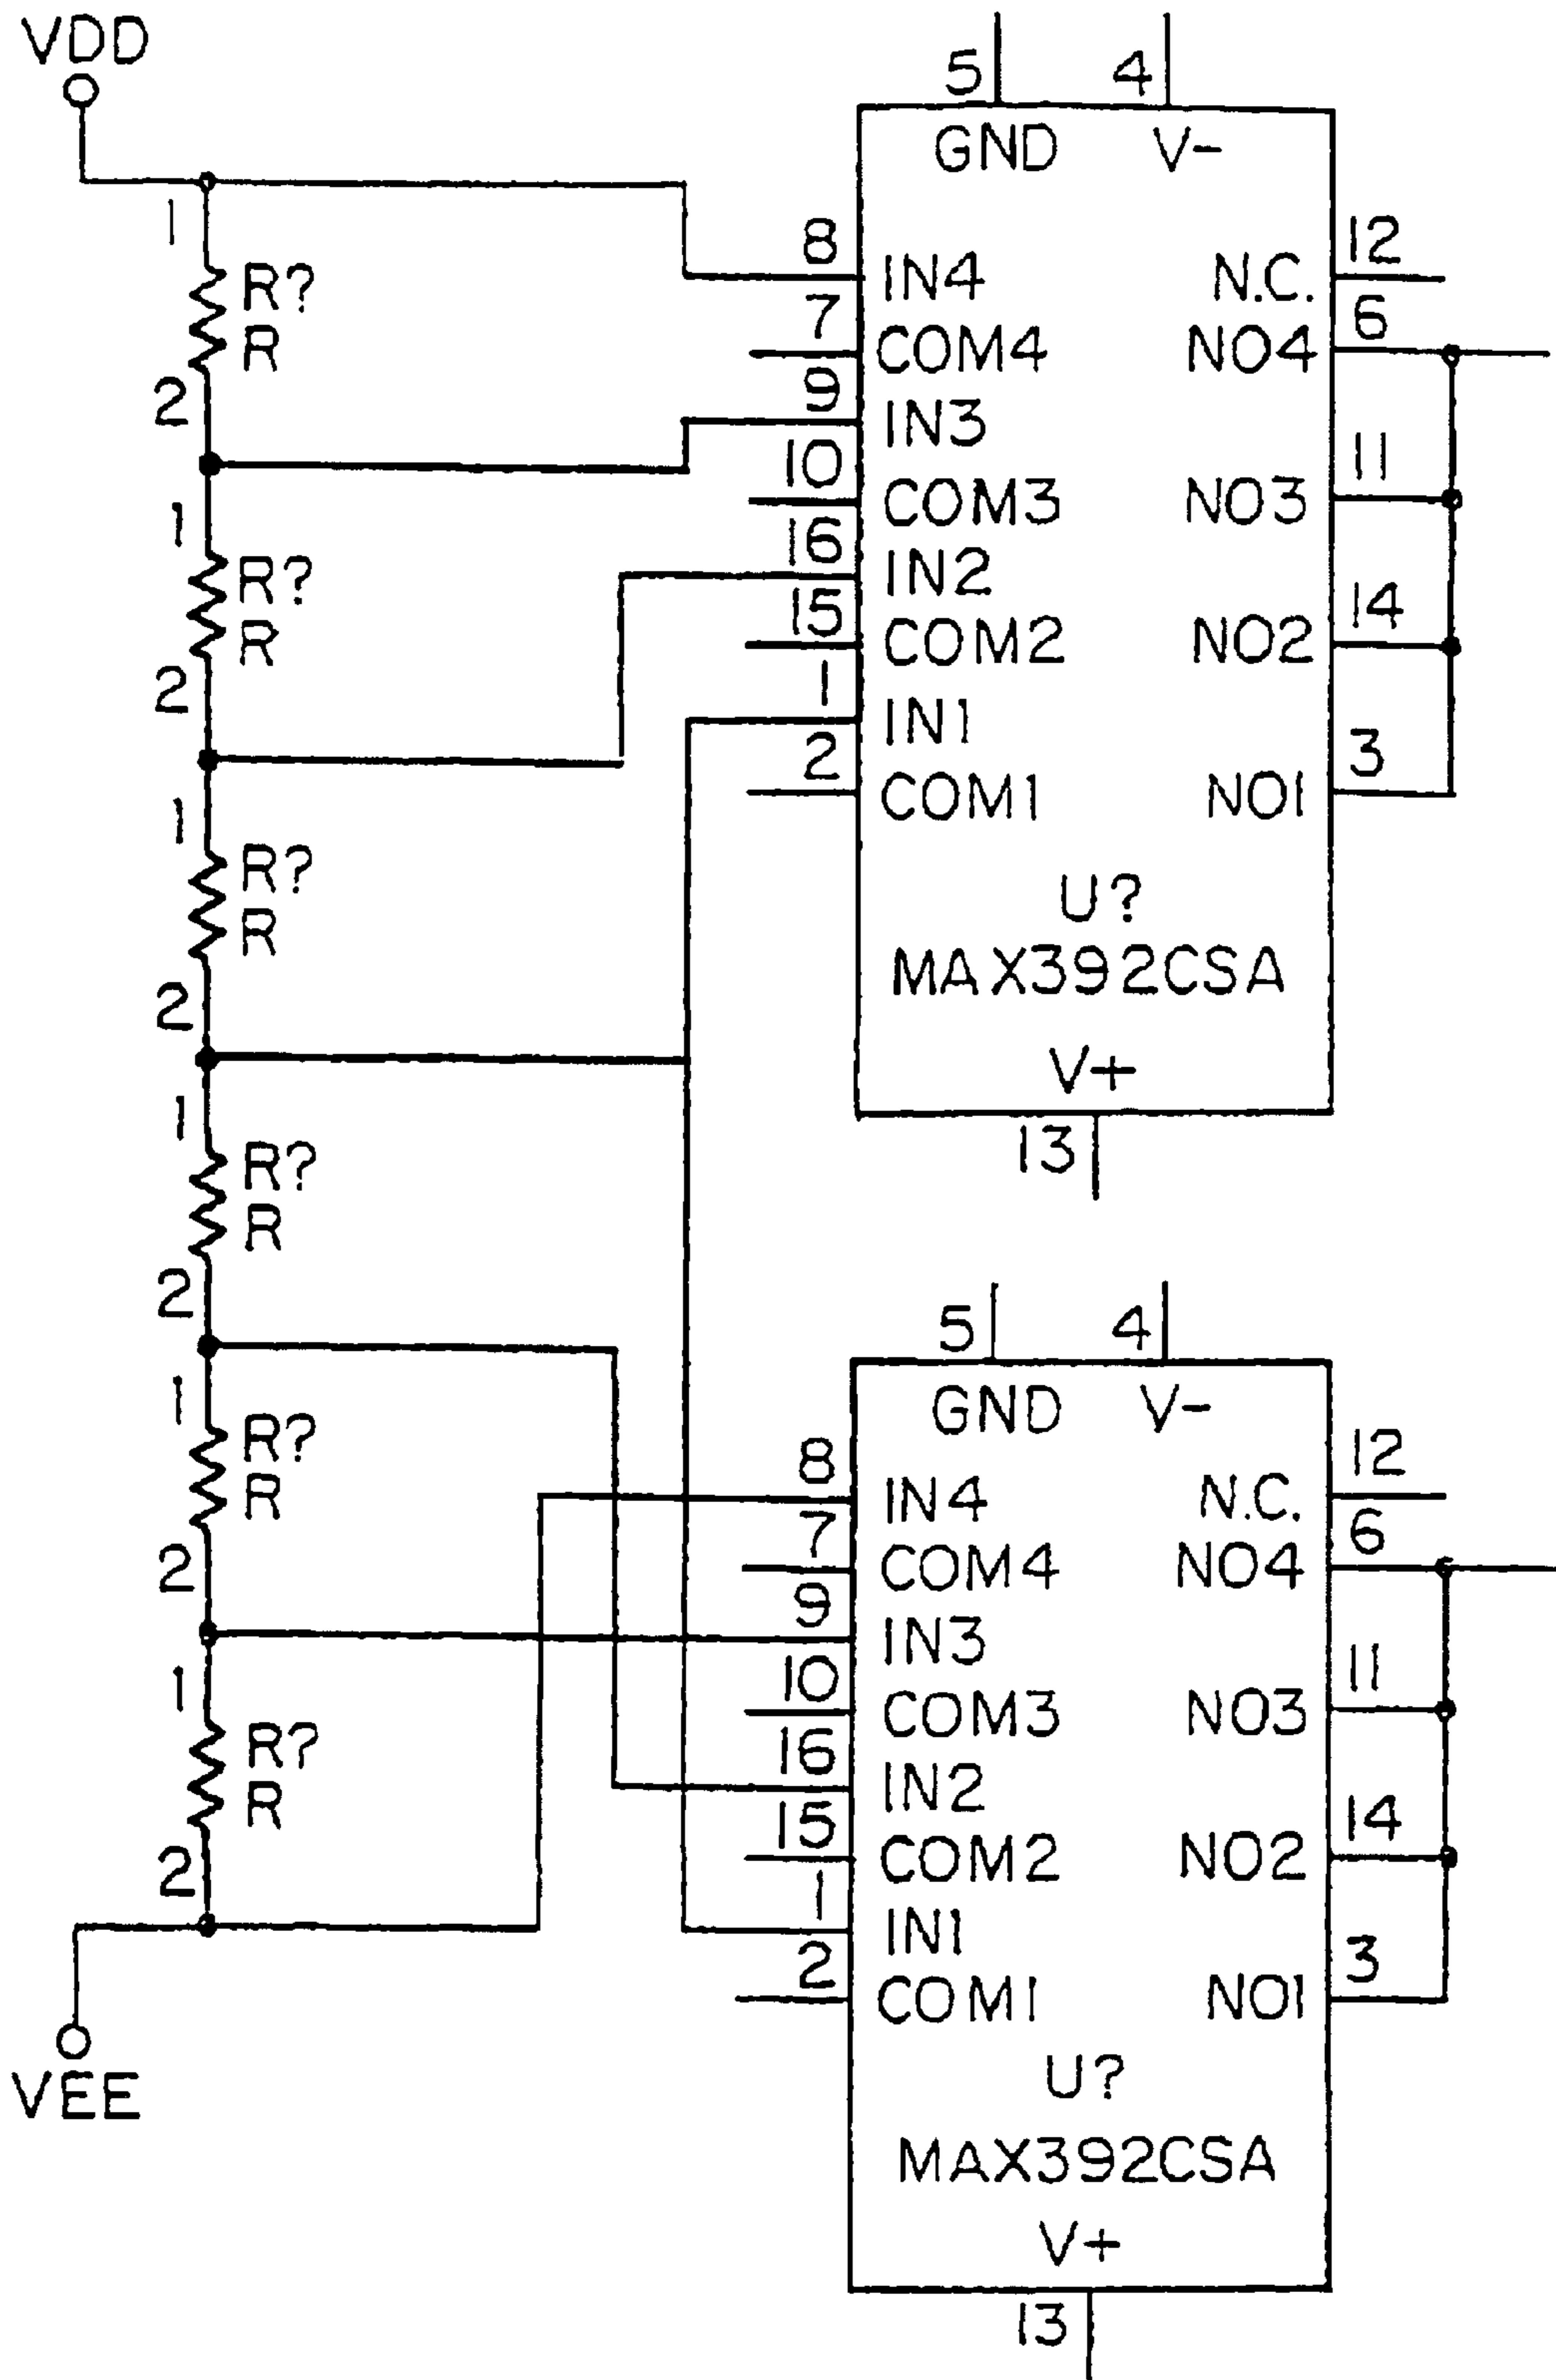 VDD
1
R?
R
2
1
R?
R
2
1
R?
R
2
1
R?
R
2
1
R?
R
2
1
R?
R
2
VEE
5 4
GND V-
8 IN4 N.C. 12
7 COM4 NO4 6
9 IN3
10 COM3 NO3 11
16 IN2
15 COM2 NO2 14
1 IN1
2 COM1 NO1 3
U?
MAX392CSA
V+
13
5 4
GND V-
8 IN4 N.C. 12
7 COM4 NO4 6
9 IN3
10 COM3 NO3 11
16 IN2
15 COM2 NO2 14
1 IN1
2 COM1 NO1 3
U?
MAX392CSA
V+
13